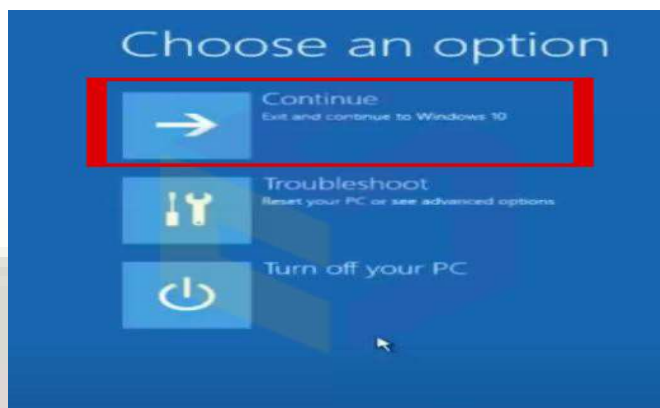 Choose an option
Continue
Exit and continue to Windows 10
Troubleshoot
Reset your PC or see advanced options
Turn off your PC